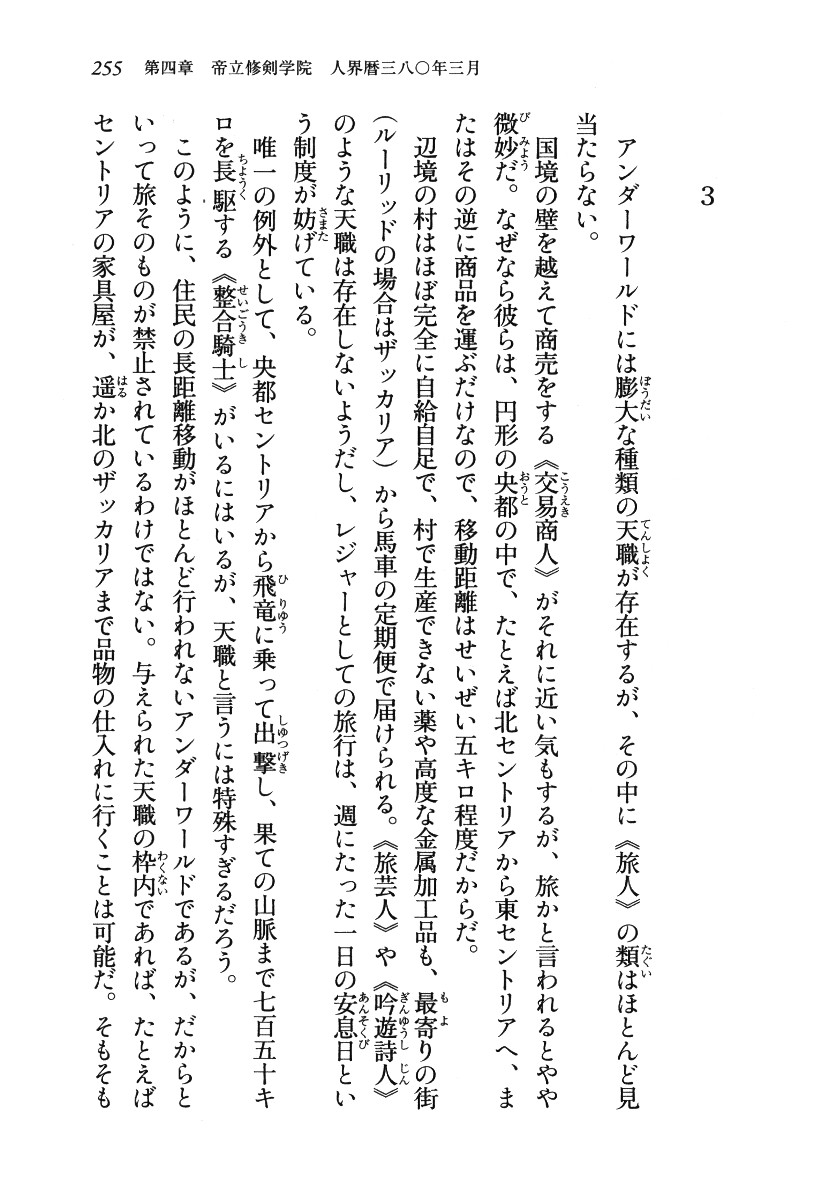 255　第四章　帝立修剣学院　人界暦三八〇年三月
3
　アンダーワールドには膨大な種類の天職が存在するが、その中に《旅人》の類はほとんど見
当たらない。
　国境の壁を越えて商売をする《交易商人》がそれに近い気もするが、旅かと言われるとやや
微妙だ。なぜなら彼らは、円形の央都の中で、たとえば北セントリアから東セントリアへ、ま
たはその逆に商品を運ぶだけなので、移動距離はせいぜい五キロ程度だからだ。
　辺境の村はほぼ完全に自給自足で、村で生産できない薬や高度な金属加工品も、最寄りの街
（ルーリッドの場合はザッカリア）から馬車の定期便で届けられる。《旅芸人》や《吟遊詩人》
のような天職は存在しないようだし、レジャーとしての旅行は、週にたった一日の安息日とい
う制度が妨げている。
　唯一の例外として、央都セントリアから飛竜に乗って出撃し、果ての山脈まで七百五十キ
ロを長駆する《整合騎士》がいるにはいるが、天職と言うには特殊すぎるだろう。
　このように、住民の長距離移動がほとんど行われないアンダーワールドであるが、だからと
いって旅そのものが禁止されているわけではない。与えられた天職の枠内であれば、たとえば
セントリアの家具屋が、遥か北のザッカリアまで品物の仕入れに行くことは可能だ。そもそも